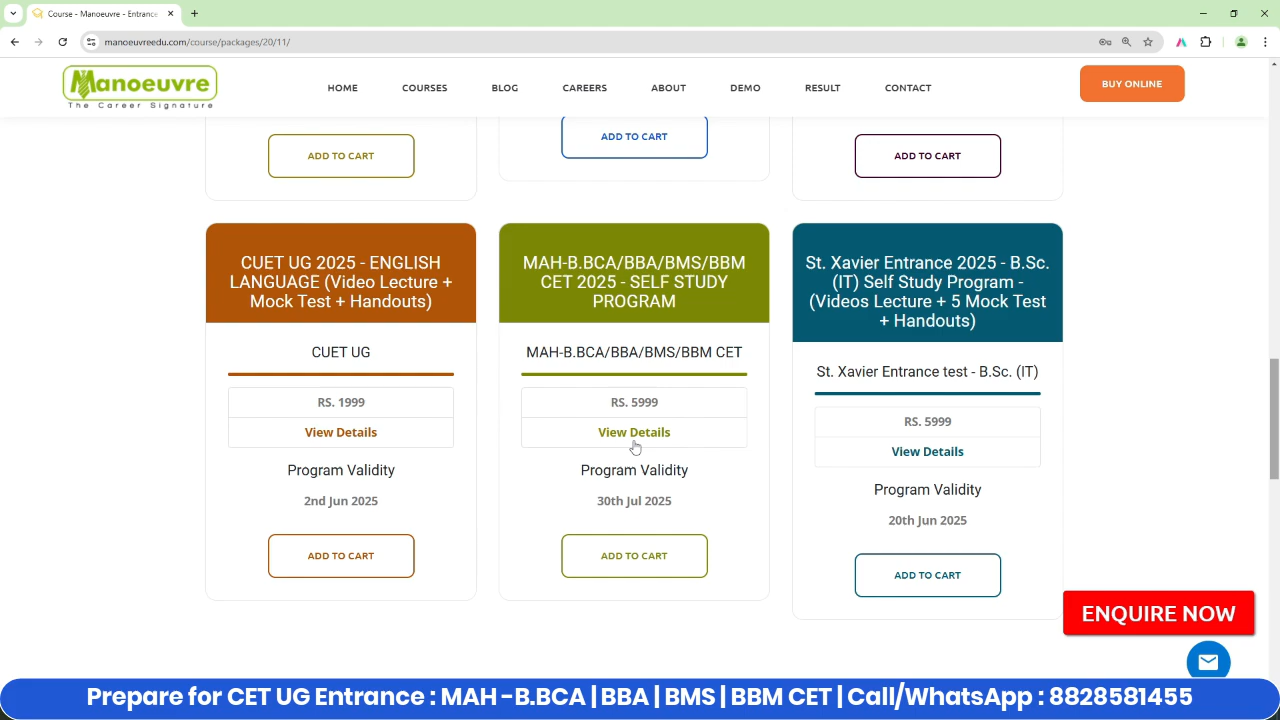 Course - Manoeuvre - Entrance
manoeuvreedu.com/course/packages/20/11/
Manoeuvre
The Career Signature
HOME
COURSES
BLOG
CAREERS
ABOUT
DEMO
RESULT
CONTACT
BUY ONLINE
ADD TO CART
ADD TO CART
ADD TO CART
CUET UG 2025 - ENGLISH
LANGUAGE (Video Lecture +
Mock Test + Handouts)
CUET UG
RS. 1999
View Details
Program Validity
2nd Jun 2025
ADD TO CART
MAH-B.BCA/BBA/BMS/BBM
CET 2025 - SELF STUDY
PROGRAM
MAH-B.BCA/BBA/BMS/BBM CET
RS. 5999
View Details
Program Validity
30th Jul 2025
ADD TO CART
St. Xavier Entrance 2025 - B.Sc.
(IT) Self Study Program -
(Videos Lecture + 5 Mock Test
+ Handouts)
St. Xavier Entrance test - B.Sc. (IT)
RS. 5999
View Details
Program Validity
20th Jun 2025
ADD TO CART
ENQUIRE NOW
Prepare for CET UG Entrance : MAH -B.BCA | BBA | BMS | BBM CET | Call/WhatsApp : 8828581455